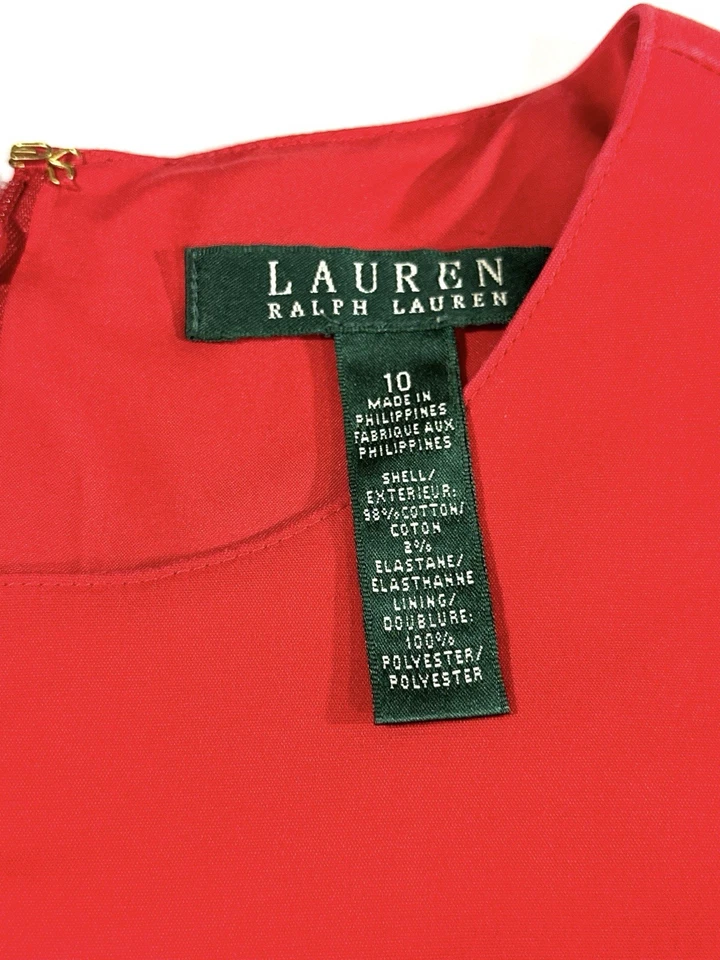 LAUREN
RALPH LAUREN
10
MADE IN
PHILIPPINES
FABRIQUE AUX
PHILIPPINES
SHELL/
EXTERIEUR:
98%COTTON/
COTON
2%
ELASTANE/
ELASTHANNE
LINING/
DOUBLURE:
100%
POLYESTER/
POLYESTER